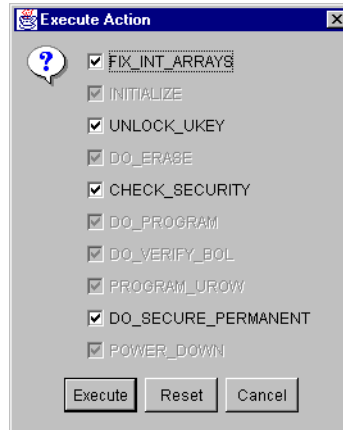 Execute Action
FIX_INT_ARRAYS
INITIALIZE
UNLOCK_UKEY
DO_ERASE
CHECK_SECURITY
DO_PROGRAM
DO_VERIFY_BOL
PROGRAM_UROW
DO_SECURE_PERMANENT
POWER_DOWN
Execute Reset Cancel